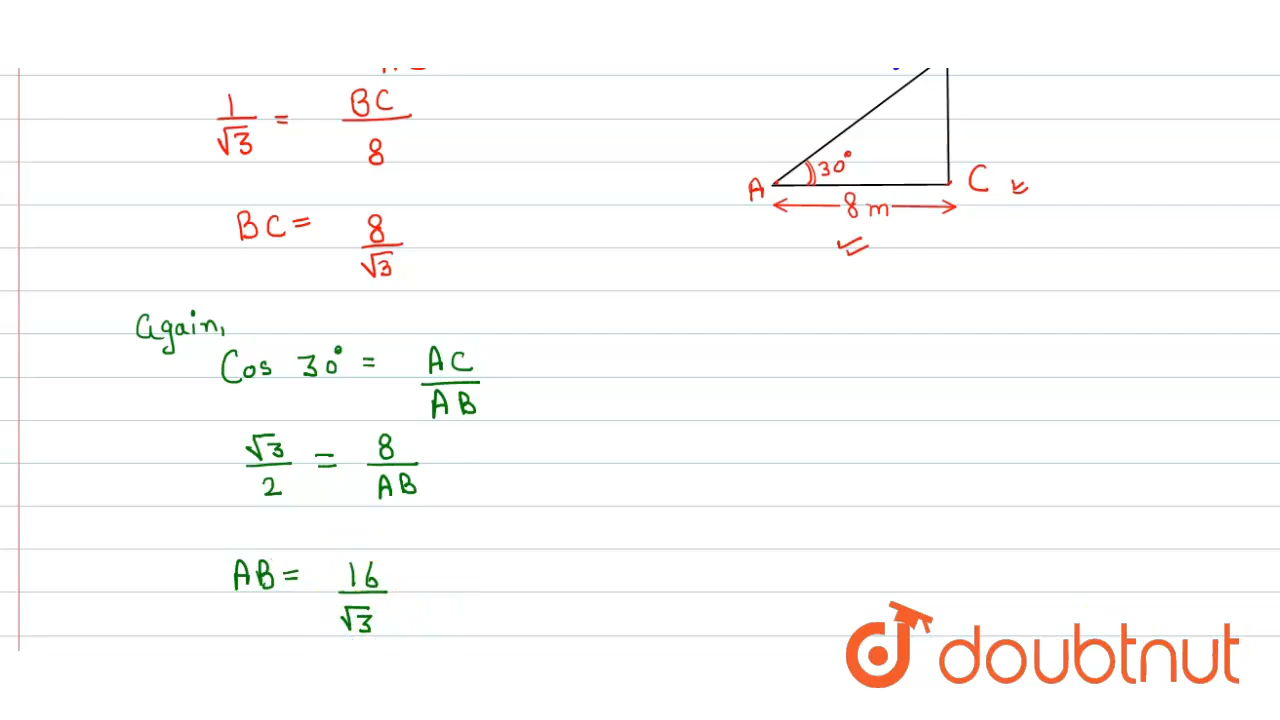 1/√3 = BC/8
BC = 8/√3
Again,
Cos 30° = AC/AB
√3/2 = 8/AB
AB = 16/√3
30°
A
C
8 m
doubtnut